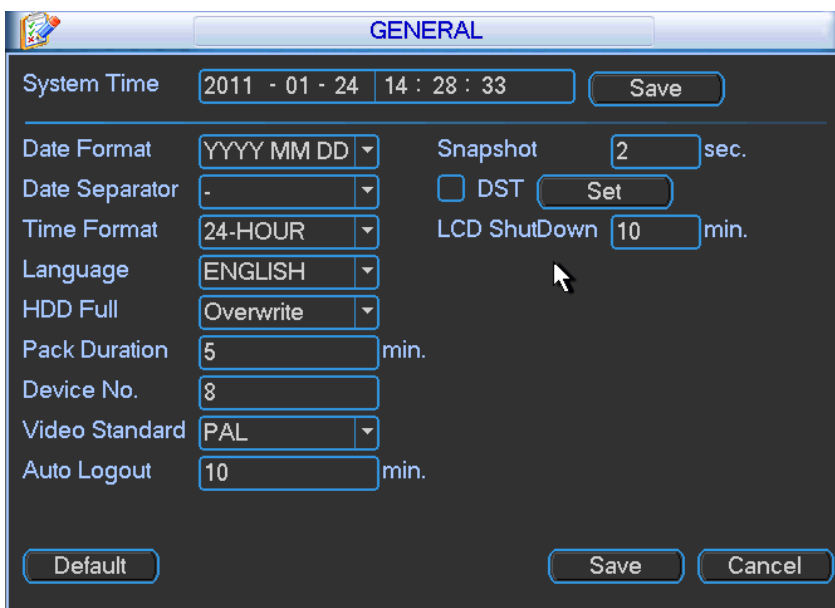 GENERAL
System Time 2011 - 01 - 24 14 : 28 : 33 Save
Date Format YYYY MM DD Snapshot 2 sec.
Date Separator - DST Set
Time Format 24-HOUR LCD ShutDown 10 min.
Language ENGLISH
HDD Full Overwrite
Pack Duration 5 min.
Device No. 8
Video Standard PAL
Auto Logout 10 min.
Default Save Cancel